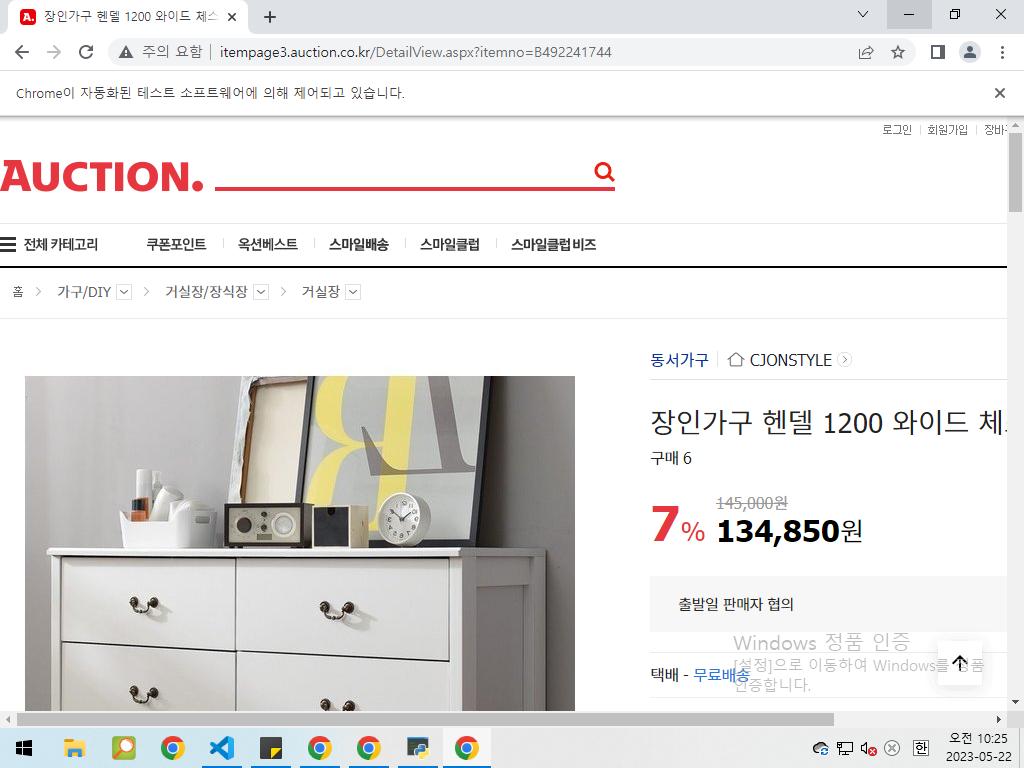 장인가구 헨델 1200 와이드 체스
주의 요함
itempage3.auction.co.kr/DetailView.aspx?itemno=B492241744
Chrome이 자동화된 테스트 소프트웨어에 의해 제어되고 있습니다.
로그인 회원가입 장바
AUCTION.
전체 카테고리 쿠폰포인트 옥션베스트 스마일배송 스마일클럽 스마일클럽 비즈
홈 > 가구/DIY > 거실장/장식장 > 거실장
동서가구 CJONSTYLE
장인가구 헨델 1200 와이드 체
구매 6
145,000원
7% 134,850원
출발일 판매자 협의
Windows 정품 인증
[설정]으로 이동하여 Windows를 정품
인증합니다.
택배 - 무료배송
한
오전 10:25
2023-05-22